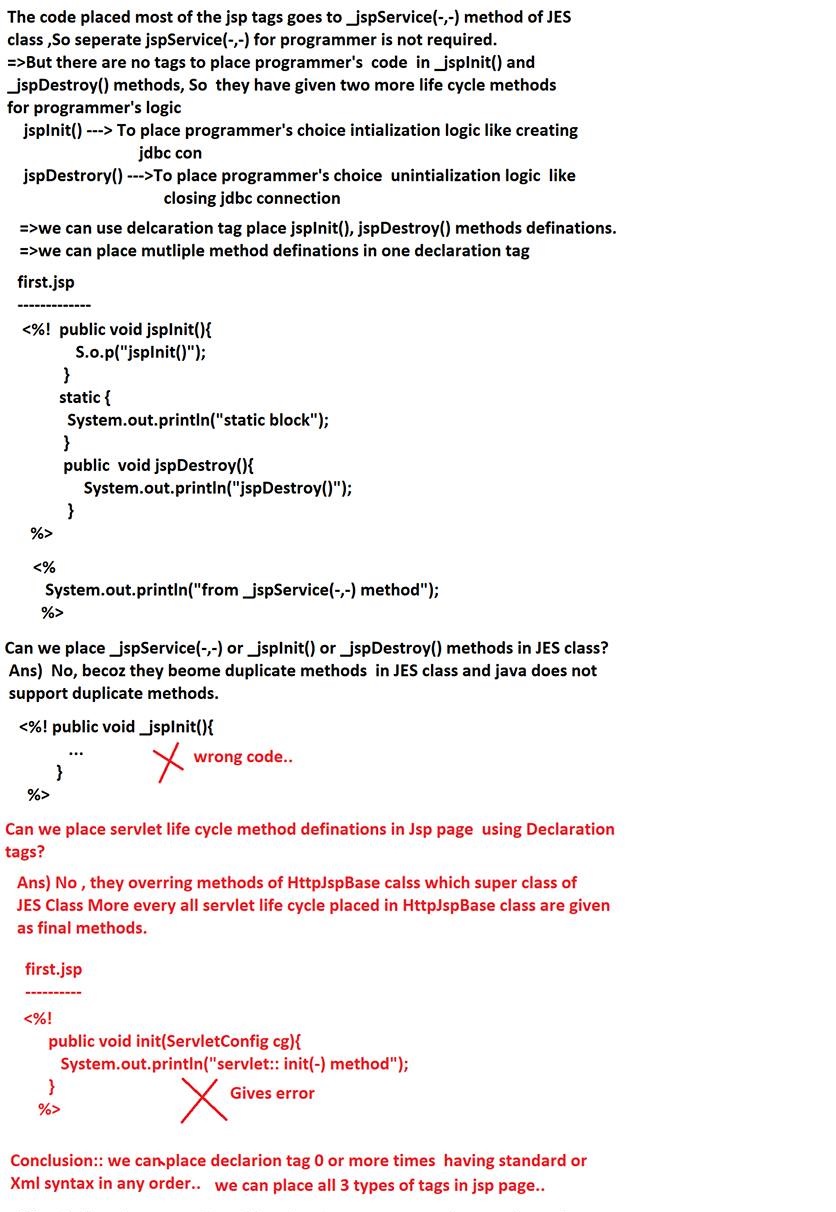 The code placed most of the jsp tags goes to _jspService(-,-) method of JES
class ,So seperate jspService(-,-) for programmer is not required.
=>But there are no tags to place programmer's  code  in _jspInit() and
_jspDestroy() methods, So  they have given two more life cycle methods
for programmer's logic
jspInit() ---> To place programmer's choice intialization logic like creating
jdbc con
jspDestrory() --->To place programmer's choice  unintialization logic  like
closing jdbc connection
=>we can use delcaration tag place jspInit(), jspDestroy() methods definations.
=>we can place mutliple method definations in one declaration tag
first.jsp
-------------
<%!  public void jspInit(){
S.o.p("jspInit()");
}
static {
System.out.println("static block");
}
public  void jspDestroy(){
System.out.println("jspDestroy()");
}
%>
<%
System.out.println("from _jspService(-,-) method");
%>
Can we place _jspService(-,-) or _jspInit() or _jspDestroy() methods in JES class?
Ans)  No, becoz they beome duplicate methods  in JES class and java does not
support duplicate methods.
<%! public void _jspInit(){
...
wrong code..
}
%>
Can we place servlet life cycle method definations in Jsp page  using Declaration
tags?
Ans) No , they overring methods of HttpJspBase calss which super class of
JES Class More every all servlet life cycle placed in HttpJspBase class are given
as final methods.
first.jsp
----------
<%!
public void init(ServletConfig cg){
System.out.println("servlet:: init(-) method");
}
Gives error
%>
Conclusion:: we can place declarion tag 0 or more times  having standard or
Xml syntax in any order..   we can place all 3 types of tags in jsp page..